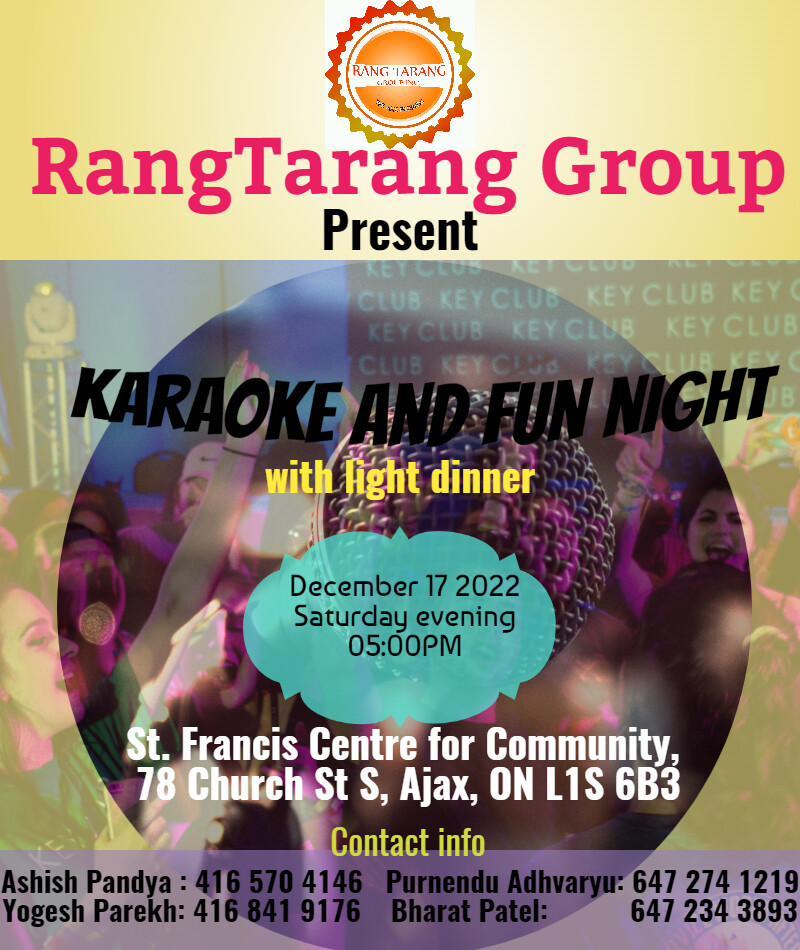 RANG TARANG
GROUP INC.
RangTarang Group
Present
KEY CLUB KEY CLUB KEY CLUB
KEY CLUB KEY CLUB KEY CLUB KEY C
KEY CLUB KEY CLUB KEY CLUB
CLUB KEY CLUB
KARAOKE AND FUN NIGHT
with light dinner
December 17 2022
Saturday evening
05:00PM
St. Francis Centre for Community,
78 Church St S, Ajax, ON L1S 6B3
Contact info
Ashish Pandya : 416 570 4146 Purnendu Adhvaryu: 647 274 1219
Yogesh Parekh: 416 841 9176 Bharat Patel: 647 234 3893